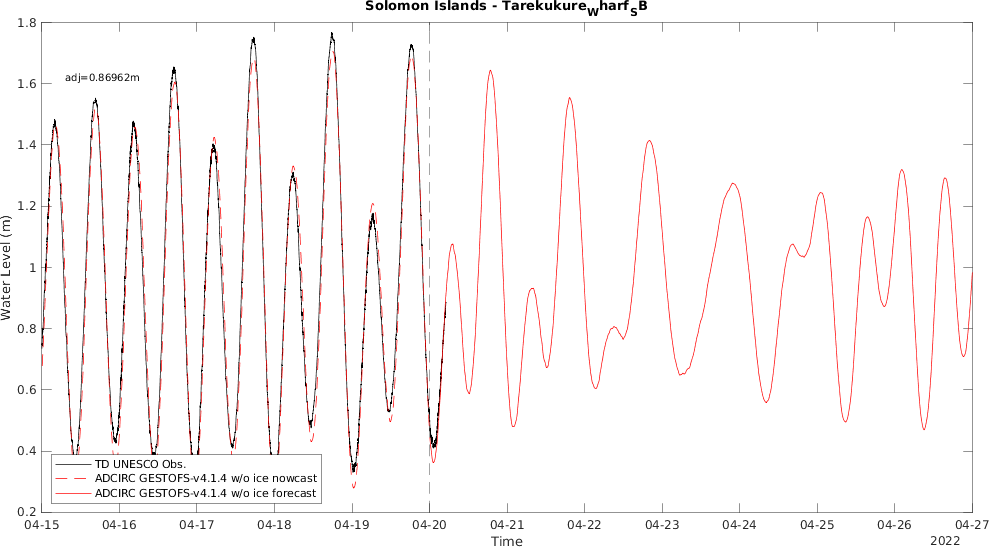 Solomon Islands - TarekukureWharfSB
1.8
1.6
1.4
1.2
1
0.8
0.6
0.4
0.2
Water Level (m)
adj=0.86962m
TD UNESCO Obs.
ADCIRC GESTOFS-v4.1.4 w/o ice nowcast
ADCIRC GESTOFS-v4.1.4 w/o ice forecast
04-15 04-16 04-17 04-18 04-19 04-20 04-21 04-22 04-23 04-24 04-25 04-26 04-27
Time
2022